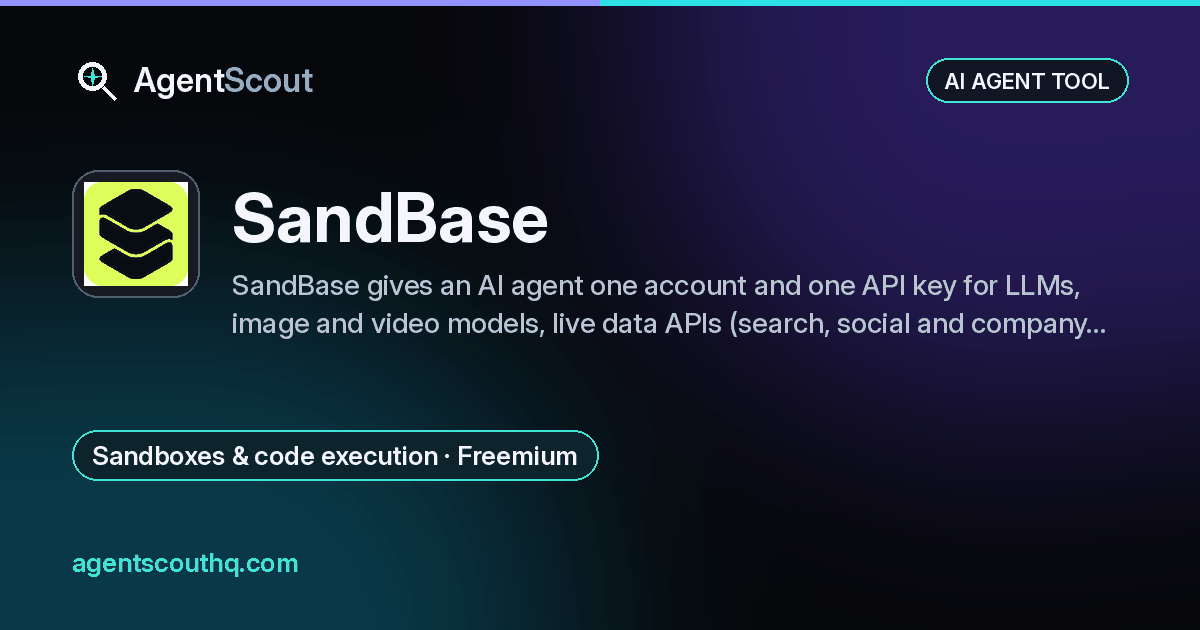 AgentScout
AI AGENT TOOL
SandBase
SandBase gives an AI agent one account and one API key for LLMs,
image and video models, live data APIs (search, social and company...
Sandboxes & code execution · Freemium
agentscouthq.com